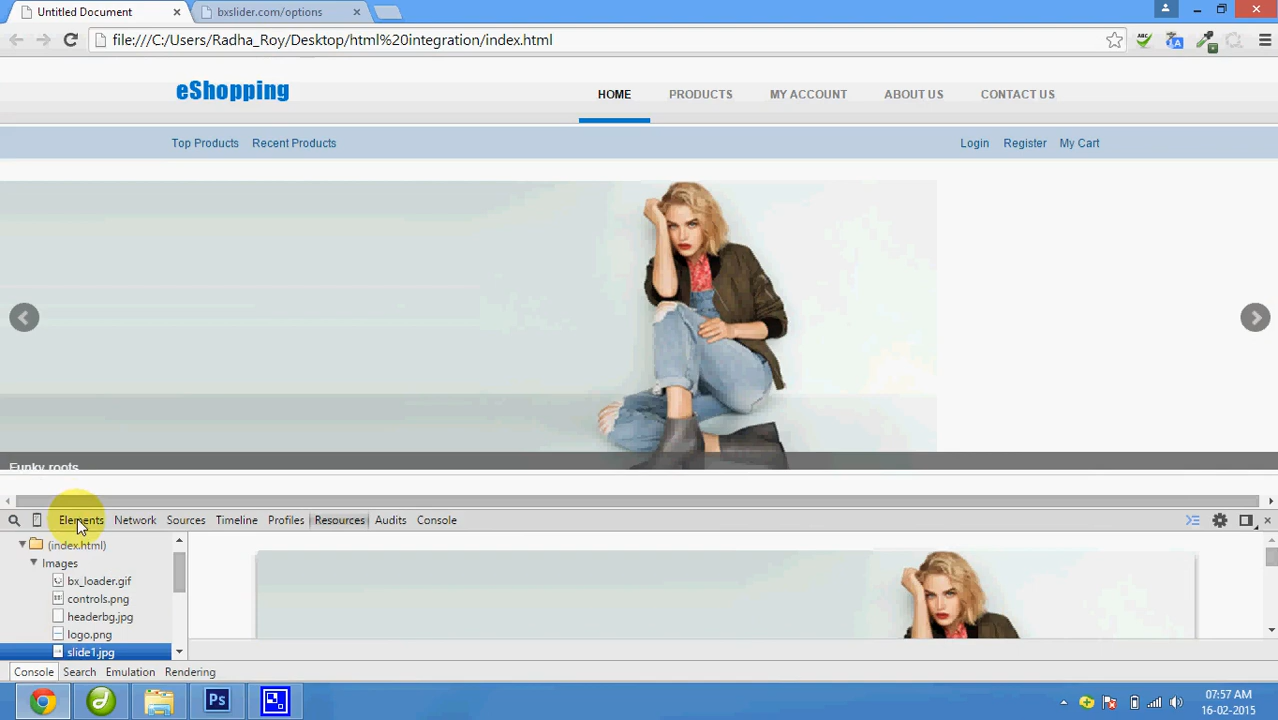 Untitled Document
bxslider.com/options
file:///C:/Users/Radha_Roy/Desktop/html%20integration/index.html
eShopping
HOME
PRODUCTS
MY ACCOUNT
ABOUT US
CONTACT US
Top Products
Recent Products
Login
Register
My Cart
Funky roots
Elements
Network
Sources
Timeline
Profiles
Resources
Audits
Console
(index.html)
Images
bx_loader.gif
controls.png
headerbg.jpg
logo.png
slide1.jpg
Console
Search
Emulation
Rendering
Ps
07:57 AM
16-02-2015